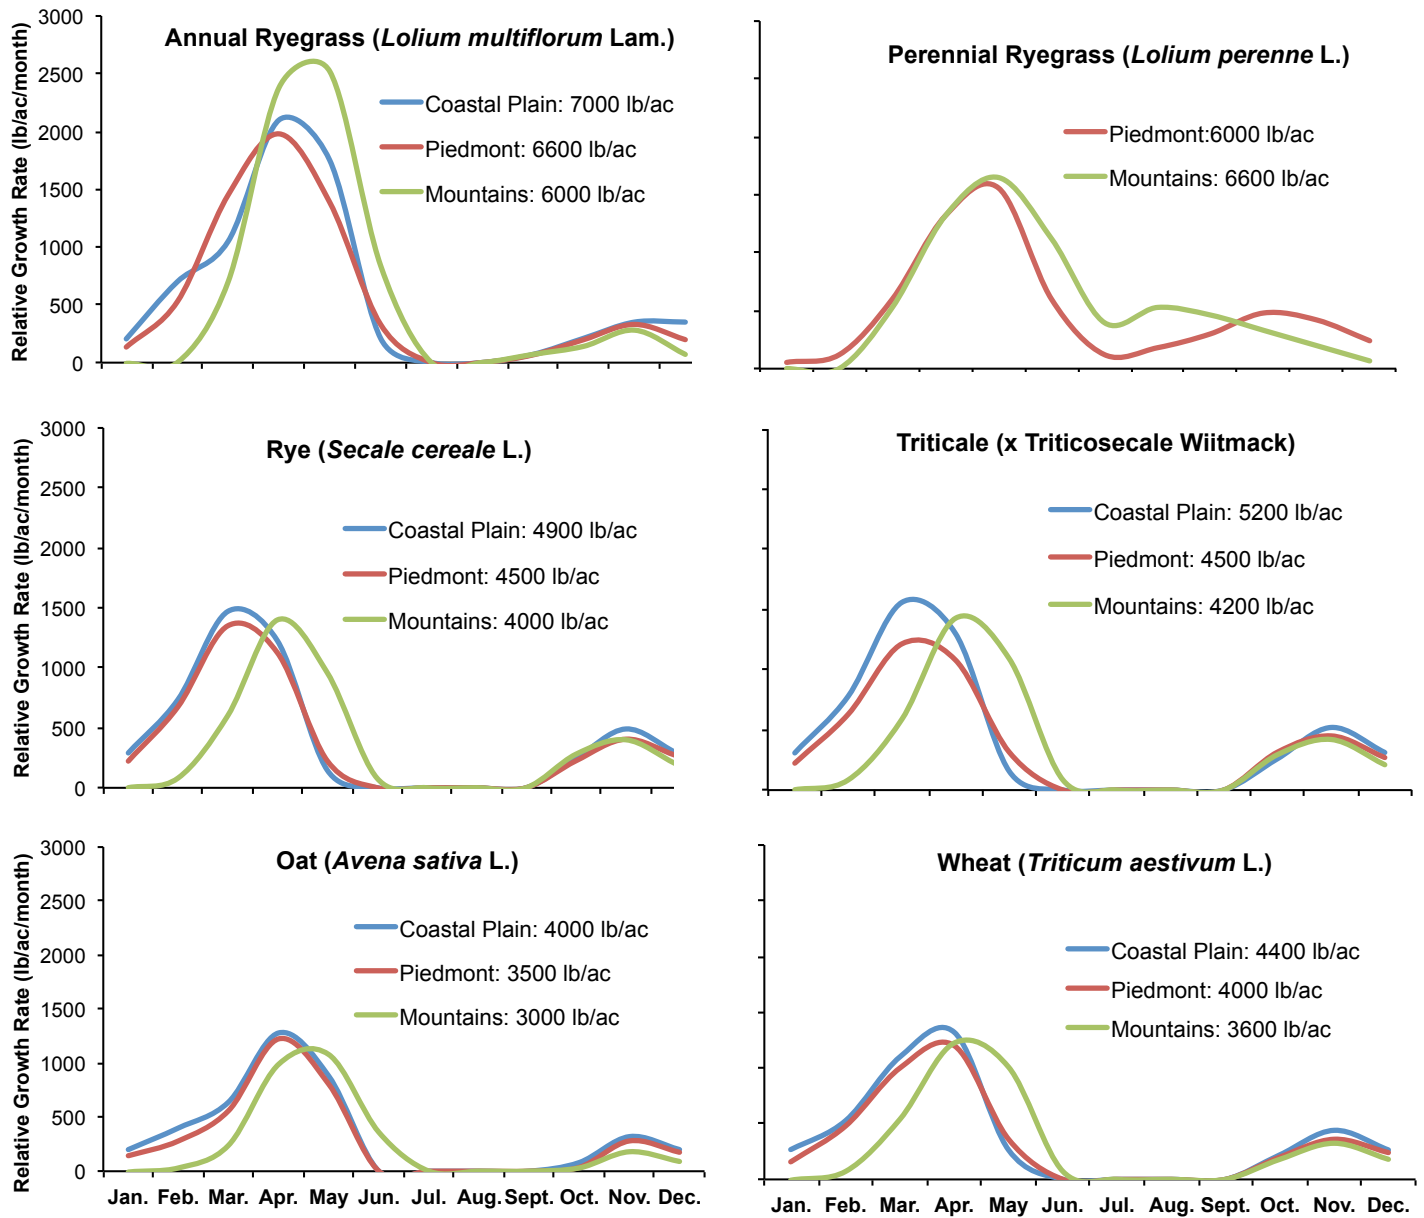 Annual Ryegrass (Lolium multiflorum Lam.)
Relative Growth Rate (lb/ac/month)
3000
2500
2000
1500
1000
500
0
Coastal Plain: 7000 lb/ac
Piedmont: 6600 lb/ac
Mountains: 6000 lb/ac
Perennial Ryegrass (Lolium perenne L.)
Piedmont:6000 lb/ac
Mountains: 6600 lb/ac
Rye (Secale cereale L.)
Relative Growth Rate (lb/ac/month)
3000
2500
2000
1500
1000
500
0
Coastal Plain: 4900 lb/ac
Piedmont: 4500 lb/ac
Mountains: 4000 lb/ac
Triticale (x Triticosecale Wiitmack)
Coastal Plain: 5200 lb/ac
Piedmont: 4500 lb/ac
Mountains: 4200 lb/ac
Oat (Avena sativa L.)
Relative Growth Rate (lb/ac/month)
3000
2500
2000
1500
1000
500
0
Coastal Plain: 4000 lb/ac
Piedmont: 3500 lb/ac
Mountains: 3000 lb/ac
Jan. Feb. Mar. Apr. May Jun. Jul. Aug. Sept. Oct. Nov. Dec.
Wheat (Triticum aestivum L.)
Coastal Plain: 4400 lb/ac
Piedmont: 4000 lb/ac
Mountains: 3600 lb/ac
Jan. Feb. Mar. Apr. May Jun. Jul. Aug. Sept. Oct. Nov. Dec.